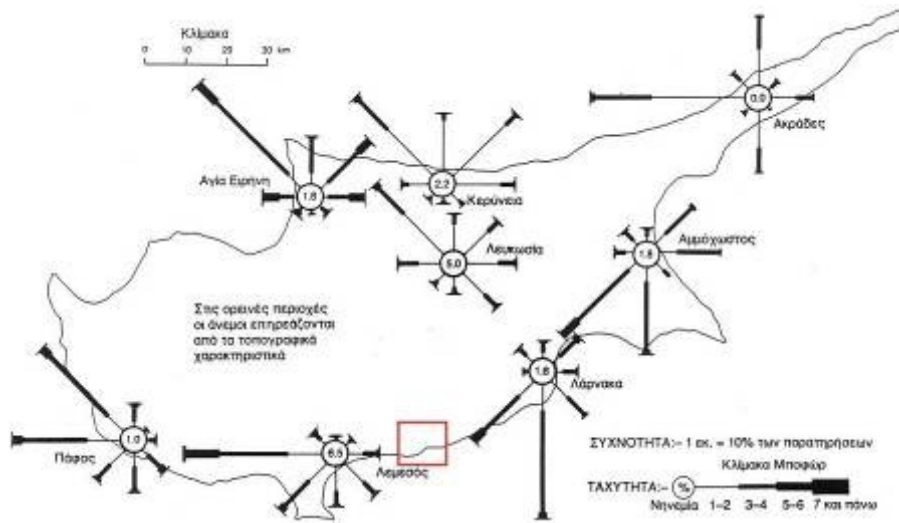 Κλίμακα
0 10 20 30 km
0.0
Ακράδες
Αγία Ειρήνη
1.8
2.2
Κερύνεια
Λευκωσία
5.0
Αμμόχωστος
1.8
Στις ορεινές περιοχές
οι άνεμοι επηρεάζονται
από τα τοπογραφικά
χαρακτηριστικά
1.8
Λάρνακα
Πάφος
1.0
6.5
Λεμεσός
ΣΥΧΝΟΤΗΤΑ:– 1 εκ. = 10% των παρατηρήσεων
Κλίμακα Μποφώρ
ΤΑΧΥΤΗΤΑ:– %
Νηνεμία 1–2 3–4 5–6 7 και πάνω